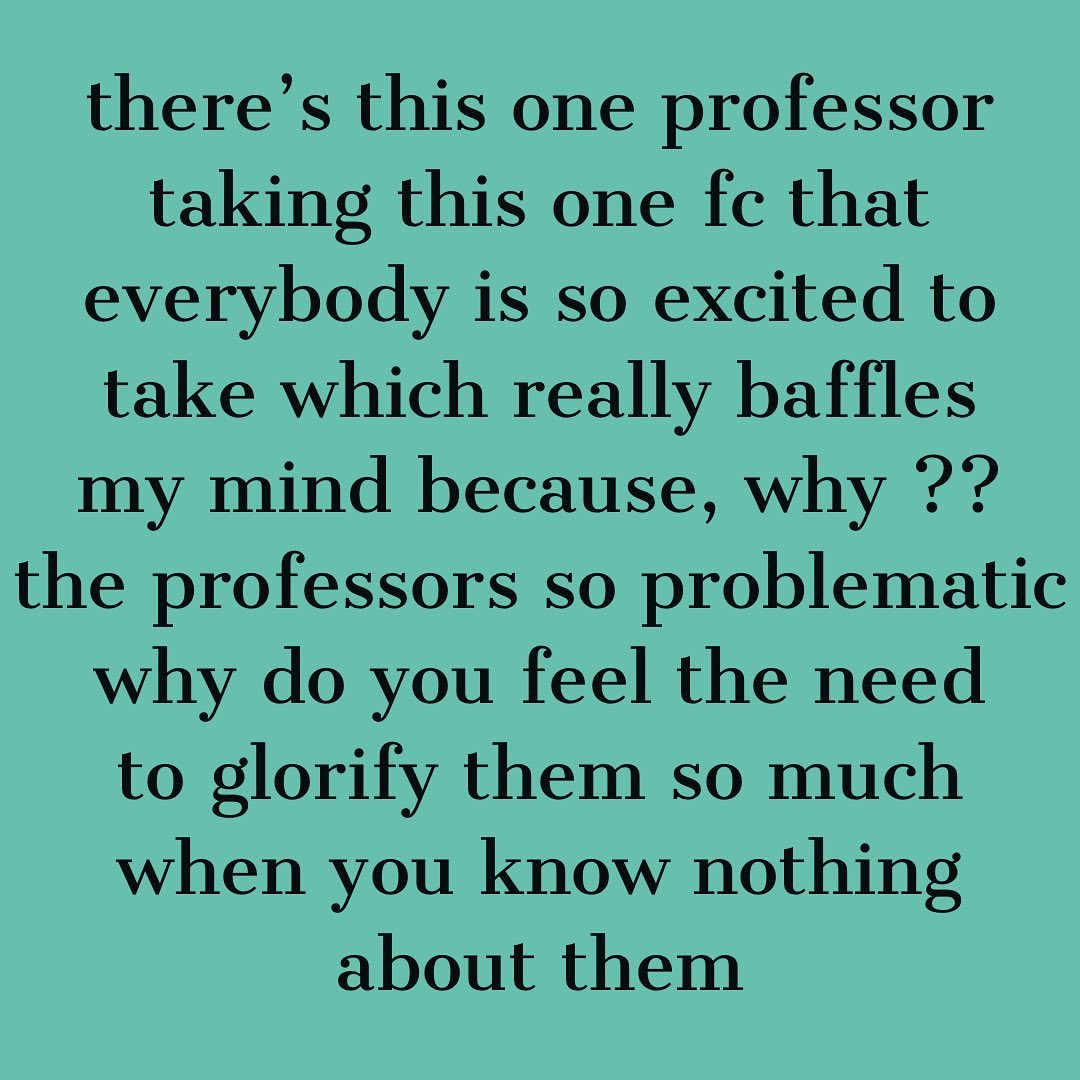 there’s this one professor
taking this one fc that
everybody is so excited to
take which really baffles
my mind because, why ??
the professors so problematic
why do you feel the need
to glorify them so much
when you know nothing
about them